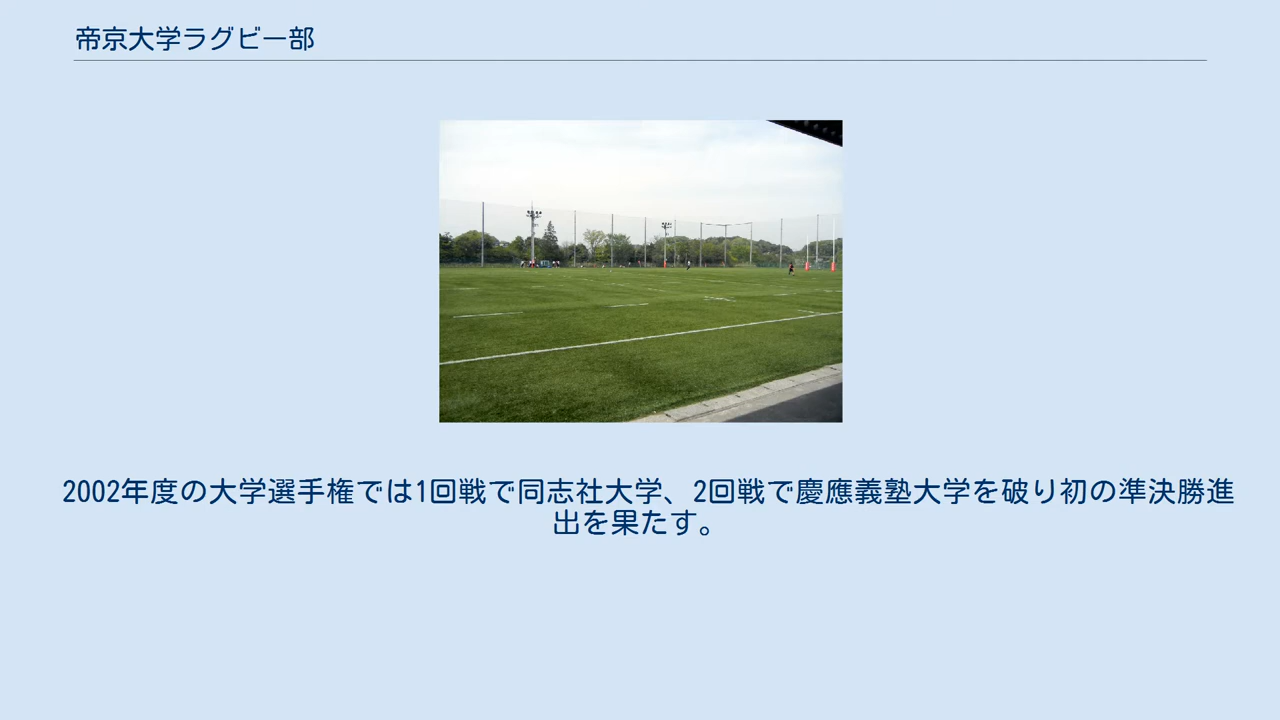 帝京大学ラグビー部
2002年度の大学選手権では1回戦で同志社大学、2回戦で慶應義塾大学を破り初の準決勝進
出を果たす。